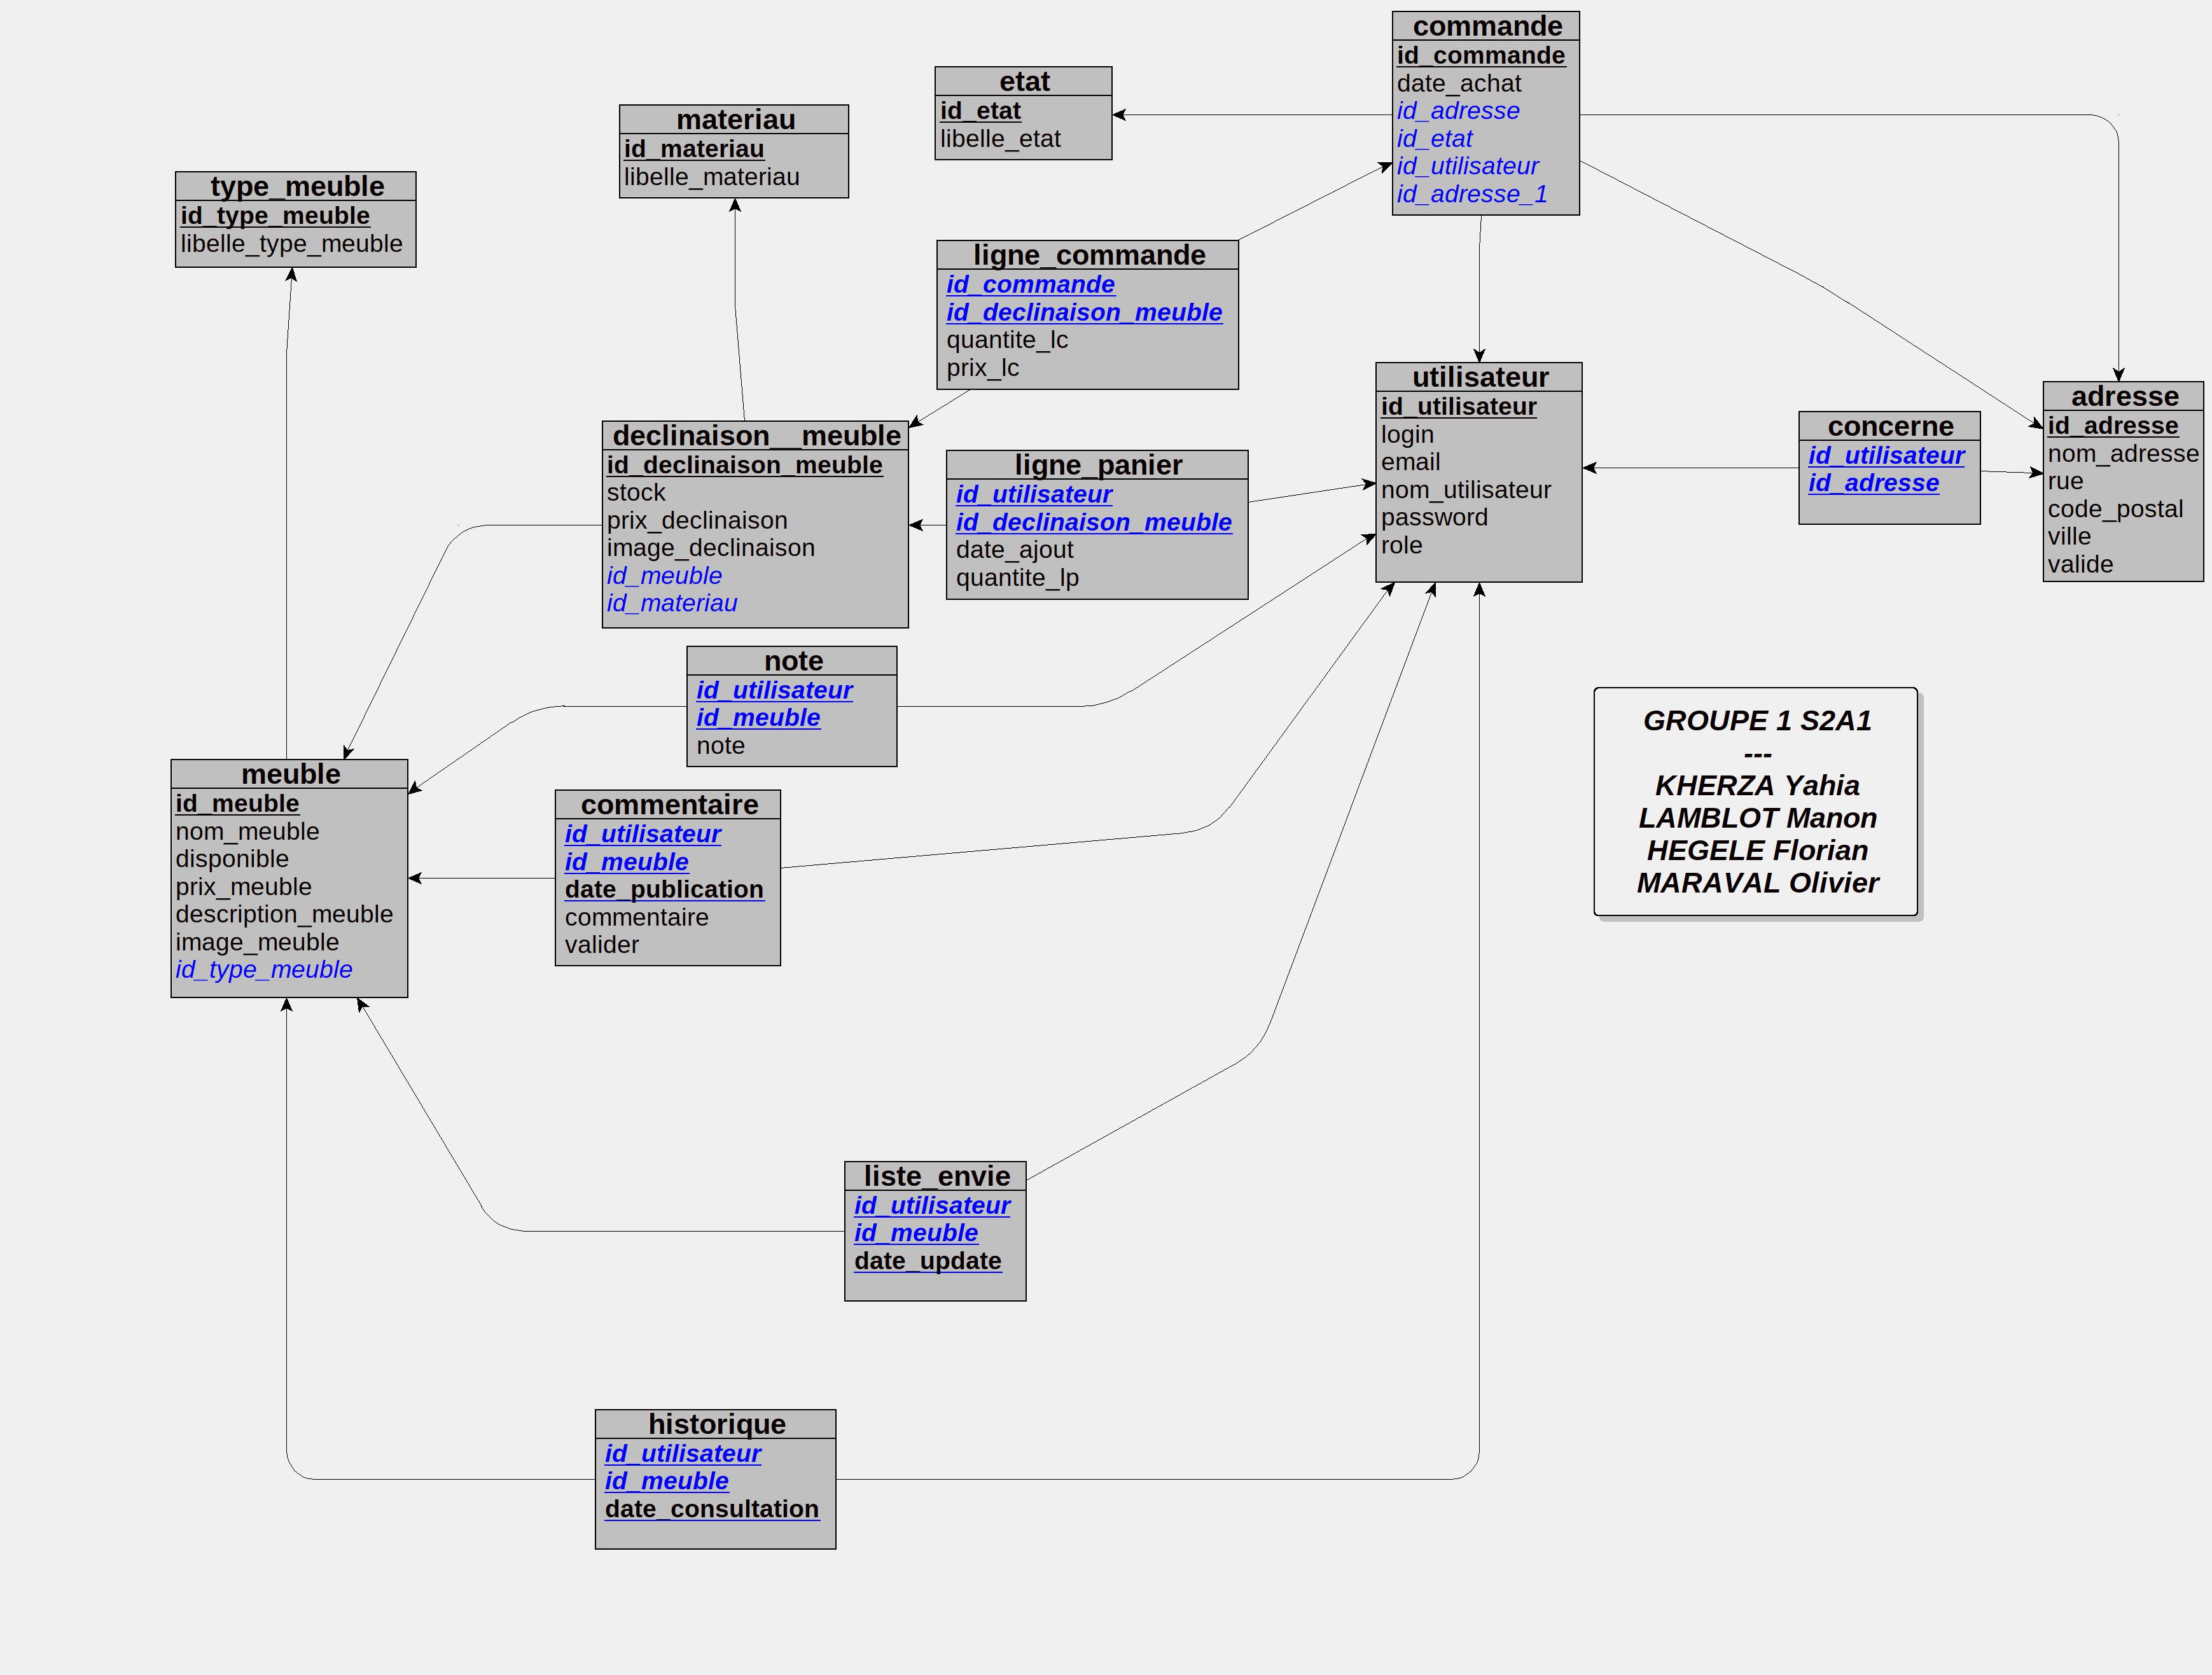 commande
id_commande
date_achat
id_adresse
id_etat
id_utilisateur
id_adresse_1
etat
id_etat
libelle_etat
materiau
id_materiau
libelle_materiau
type_meuble
id_type_meuble
libelle_type_meuble
ligne_commande
id_commande
id_declinaison_meuble
quantite_lc
prix_lc
utilisateur
id_utilisateur
login
email
nom_utilisateur
password
role
adresse
id_adresse
nom_adresse
rue
code_postal
ville
valide
concerne
id_utilisateur
id_adresse
declinaison__meuble
id_declinaison_meuble
stock
prix_declinaison
image_declinaison
id_meuble
id_materiau
ligne_panier
id_utilisateur
id_declinaison_meuble
date_ajout
quantite_lp
note
id_utilisateur
id_meuble
note
GROUPE 1 S2A1
---
KHERZA Yahia
LAMBLOT Manon
HEGELE Florian
MARAVAL Olivier
meuble
id_meuble
nom_meuble
disponible
prix_meuble
description_meuble
image_meuble
id_type_meuble
commentaire
id_utilisateur
id_meuble
date_publication
commentaire
valider
liste_envie
id_utilisateur
id_meuble
date_update
historique
id_utilisateur
id_meuble
date_consultation